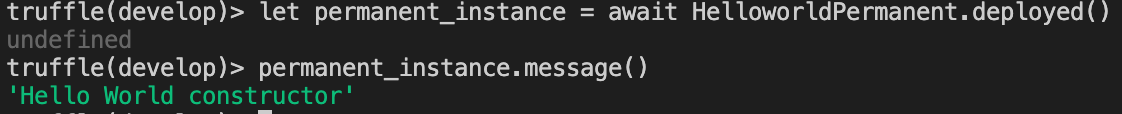 truffle(develop)> let permanent_instance = await HelloworldPermanent.deployed()
undefined
truffle(develop)> permanent_instance.message()
'Hello World constructor'